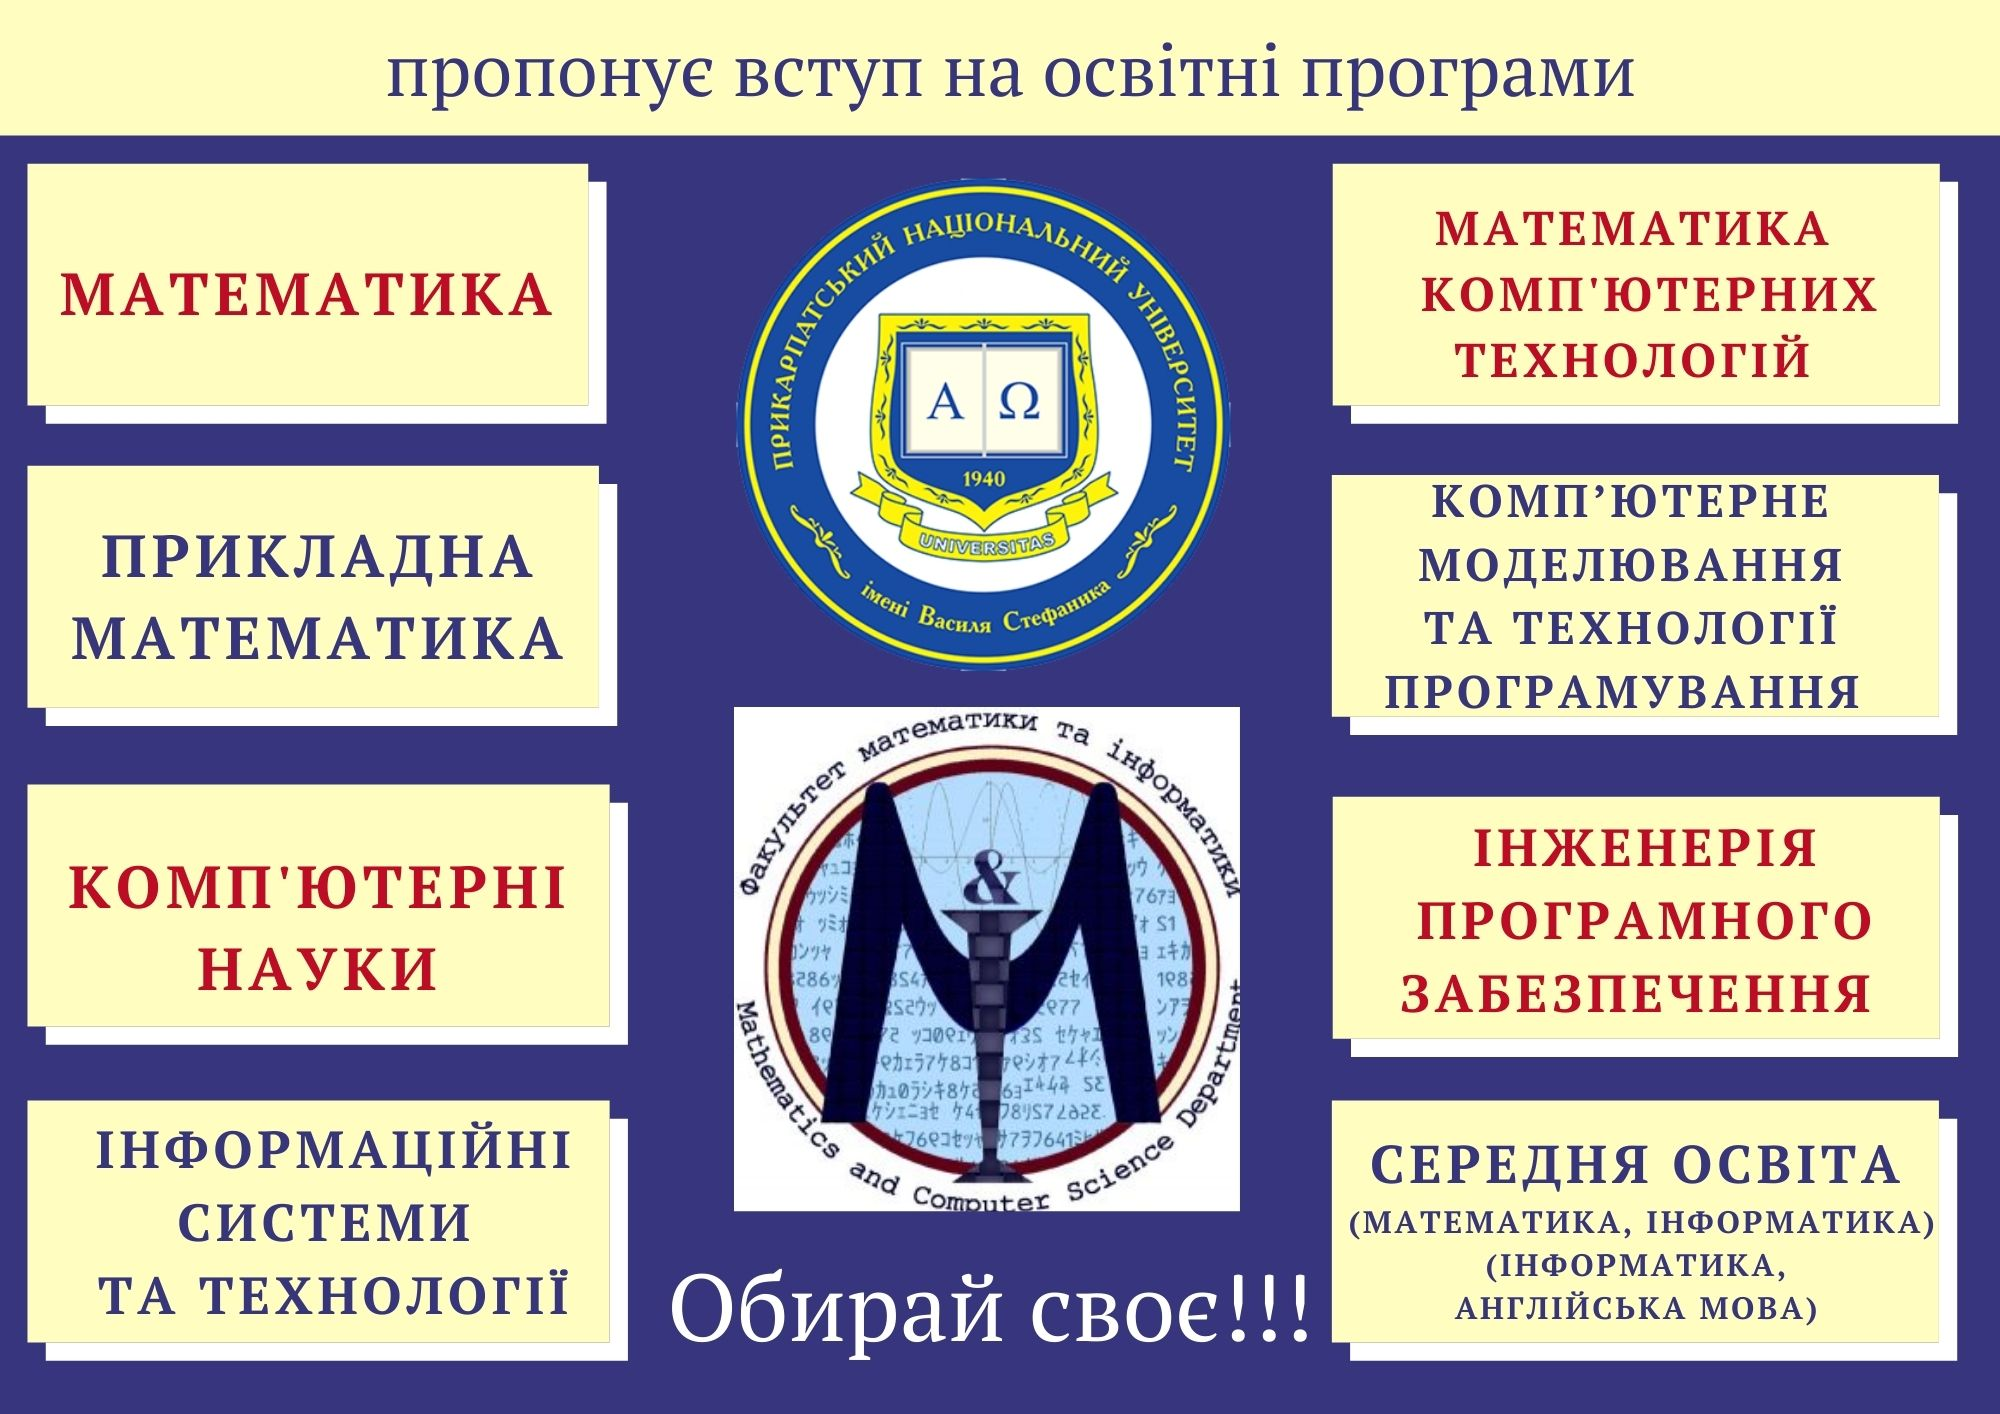 пропонує вступ на освітні програми
МАТЕМАТИКА
ПРИКЛАДНА
МАТЕМАТИКА
КОМП'ЮТЕРНІ
НАУКИ
ІНФОРМАЦІЙНІ
СИСТЕМИ
ТА ТЕХНОЛОГІЇ
ПРИКАРПАТСЬКИЙ НАЦІОНАЛЬНИЙ УНІВЕРСИТЕТ
Α Ω
1940
UNIVERSITAS
імені Василя Стефаника
Факультет математики та інформатики
&
Mathematics and Computer Science Department
Обирай своє!!!
МАТЕМАТИКА
КОМП'ЮТЕРНИХ
ТЕХНОЛОГІЙ
КОМП’ЮТЕРНЕ
МОДЕЛЮВАННЯ
ТА ТЕХНОЛОГІЇ
ПРОГРАМУВАННЯ
ІНЖЕНЕРІЯ
ПРОГРАМНОГО
ЗАБЕЗПЕЧЕННЯ
СЕРЕДНЯ ОСВІТА
(МАТЕМАТИКА, ІНФОРМАТИКА)
(ІНФОРМАТИКА,
АНГЛІЙСЬКА МОВА)